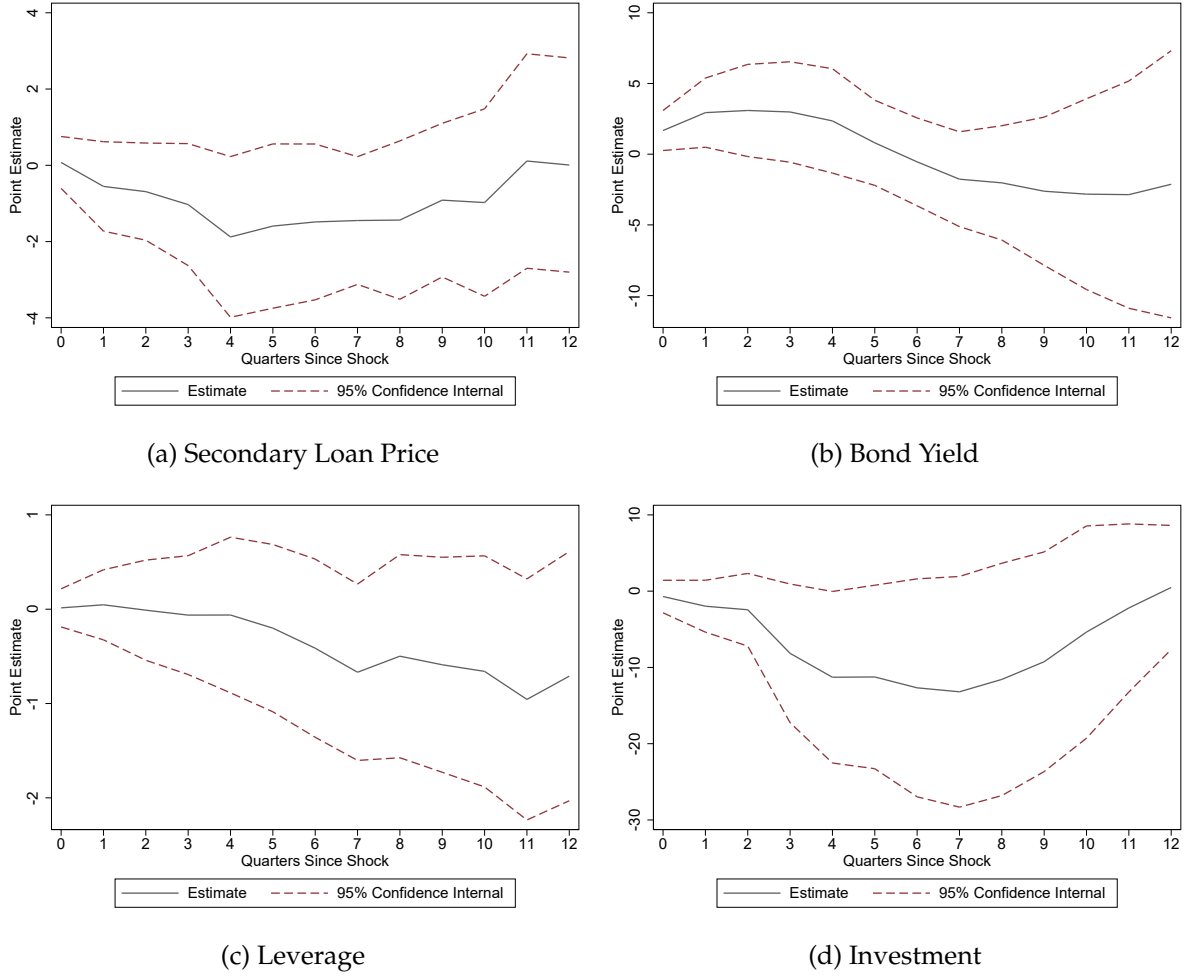 4
2
0
-2
-4
Point Estimate
0 1 2 3 4 5 6 7 8 9 10 11 12
Quarters Since Shock
Estimate 95% Confidence Internal
(a) Secondary Loan Price
10
5
0
-5
-10
Point Estimate
0 1 2 3 4 5 6 7 8 9 10 11 12
Quarters Since Shock
Estimate 95% Confidence Internal
(b) Bond Yield
1
0
-1
-2
Point Estimate
0 1 2 3 4 5 6 7 8 9 10 11 12
Quarters Since Shock
Estimate 95% Confidence Internal
(c) Leverage
10
0
-10
-20
-30
Point Estimate
0 1 2 3 4 5 6 7 8 9 10 11 12
Quarters Since Shock
Estimate 95% Confidence Internal
(d) Investment